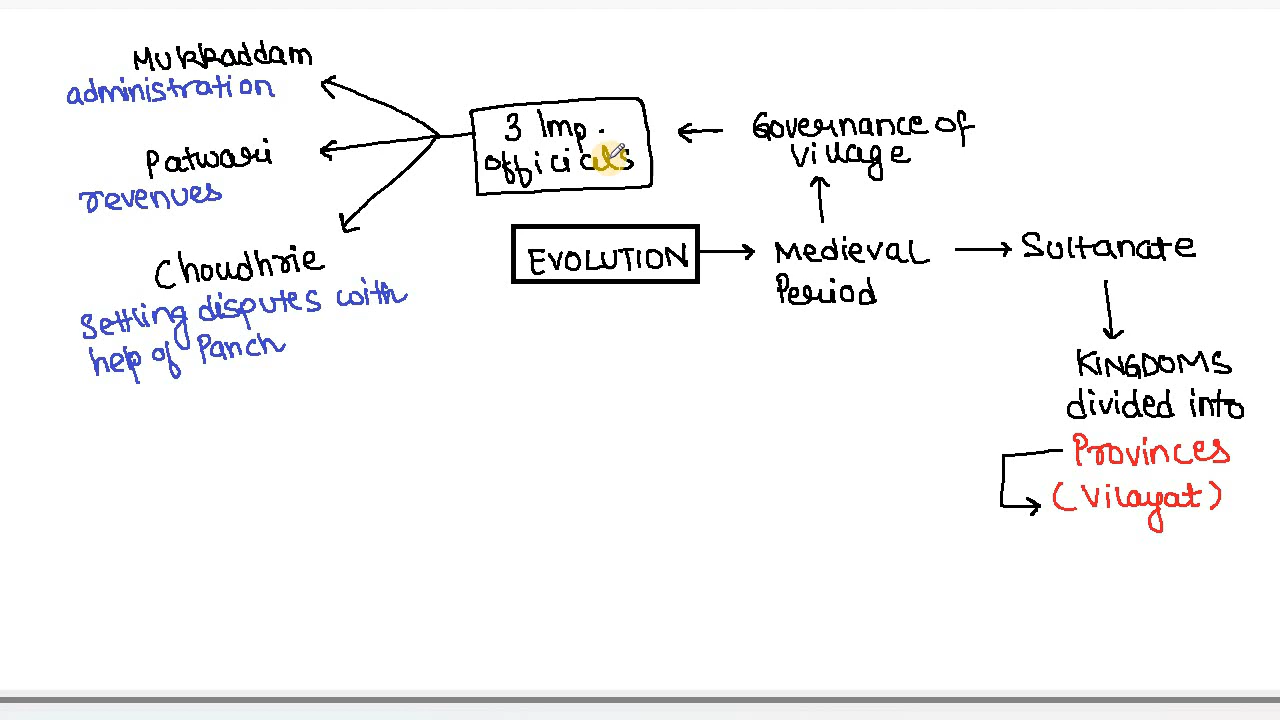 Mukkaddam
administration
Patwari
revenues
Choudhrie
Settling disputes with
help of Panch
3 Imp.
officials
Governance of
Village
EVOLUTION
Medieval
Period
Sultanate
KINGDOMS
divided into
Provinces
(Vilayat)